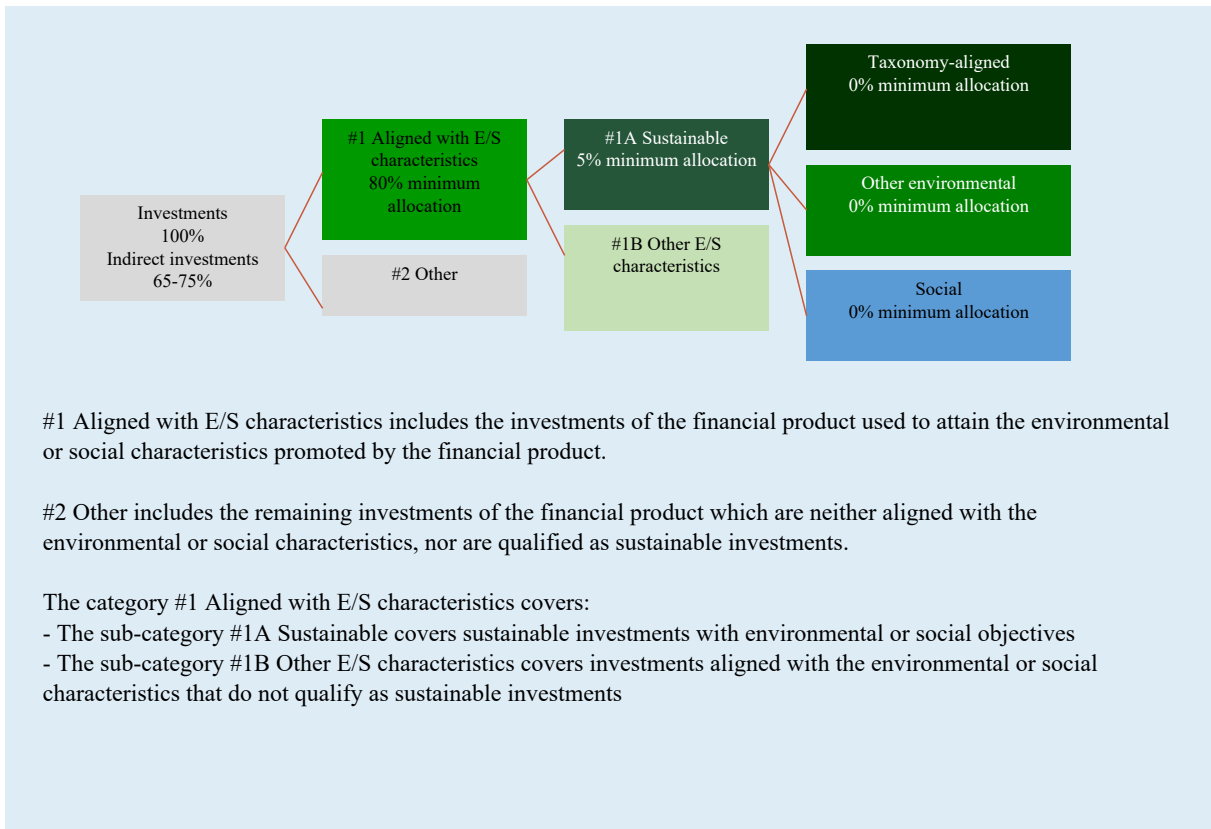 Investments
100%
Indirect investments
65-75%
#1 Aligned with E/S
characteristics
80% minimum
allocation
#2 Other
#1A Sustainable
5% minimum allocation
#1B Other E/S
characteristics
Taxonomy-aligned
0% minimum allocation
Other environmental
0% minimum allocation
Social
0% minimum allocation
#1 Aligned with E/S characteristics includes the investments of the financial product used to attain the environmental
or social characteristics promoted by the financial product.
#2 Other includes the remaining investments of the financial product which are neither aligned with the
environmental or social characteristics, nor are qualified as sustainable investments.
The category #1 Aligned with E/S characteristics covers:
- The sub-category #1A Sustainable covers sustainable investments with environmental or social objectives
- The sub-category #1B Other E/S characteristics covers investments aligned with the environmental or social
characteristics that do not qualify as sustainable investments